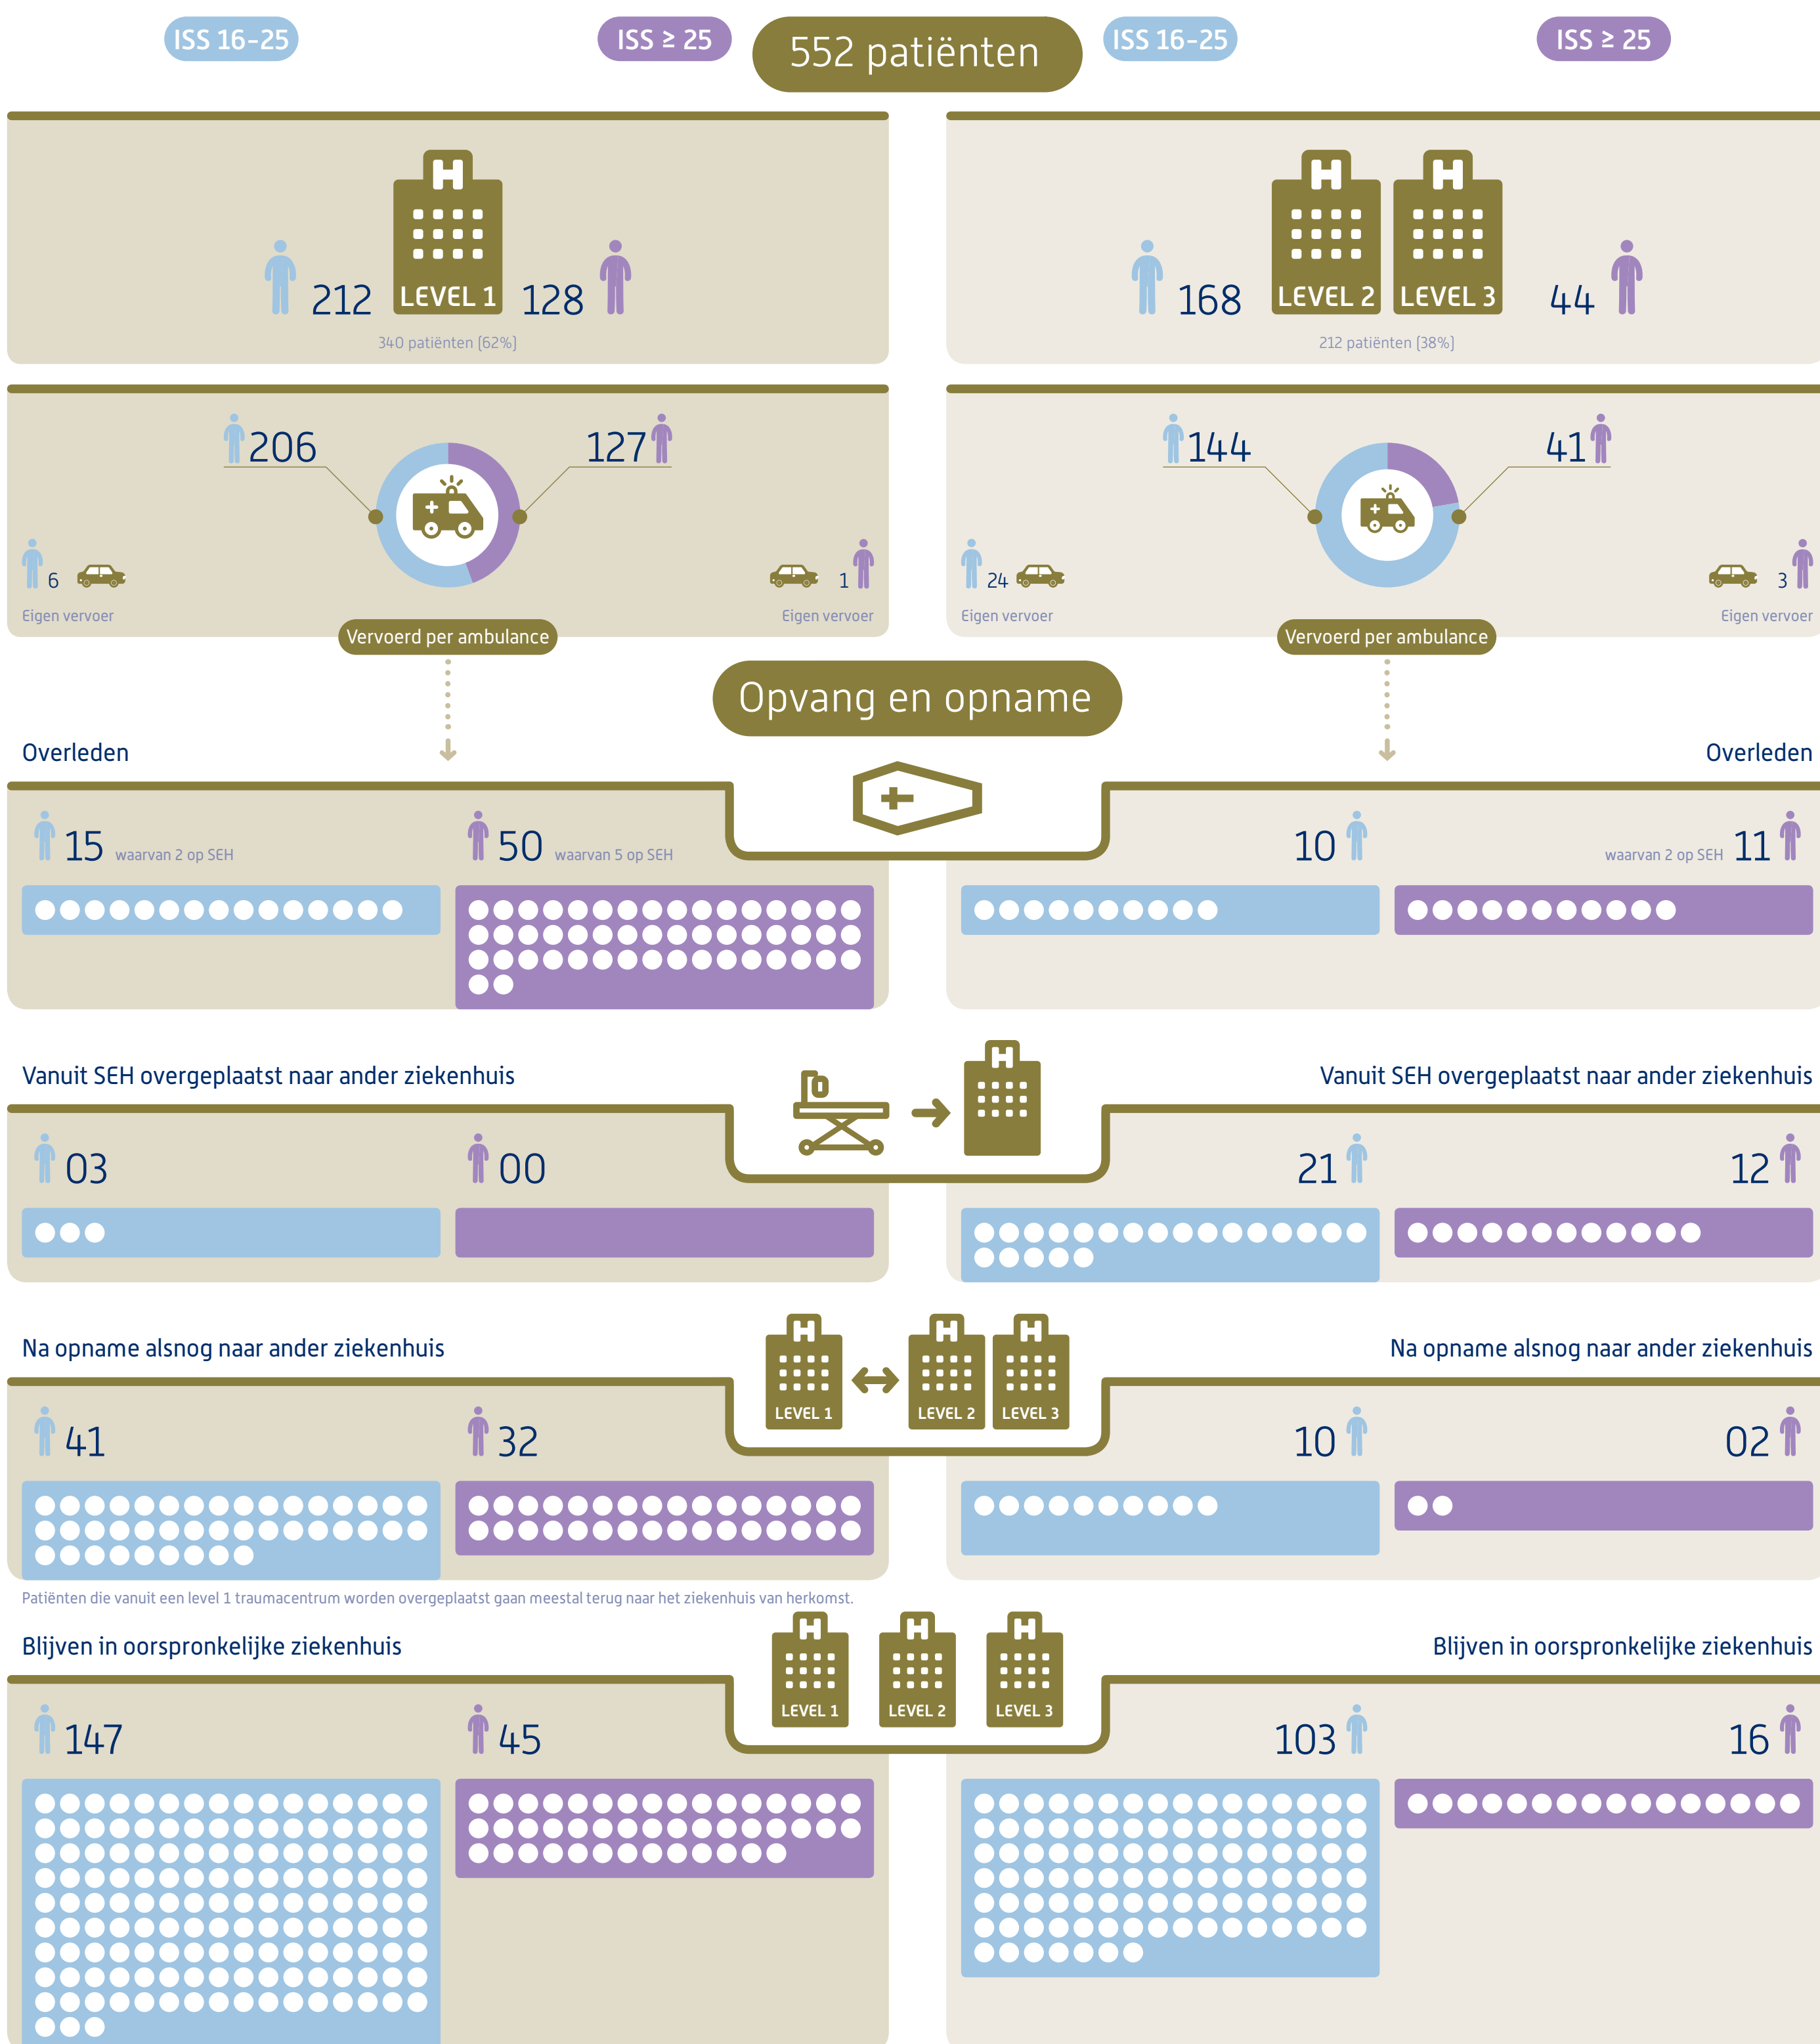 ISS 16-25
ISS ≥ 25
552 patiënten
ISS 16-25
ISS ≥ 25
H
212
LEVEL 1
128
340 patiënten (62%)
H
H
168
LEVEL 2
LEVEL 3
44
212 patiënten (38%)
206
127
6
1
Eigen vervoer
Eigen vervoer
Vervoerd per ambulance
144
41
24
3
Eigen vervoer
Eigen vervoer
Vervoerd per ambulance
Opvang en opname
Overleden
Overleden
15 waarvan 2 op SEH
50 waarvan 5 op SEH
10
waarvan 2 op SEH 11
Vanuit SEH overgeplaatst naar ander ziekenhuis
H
Vanuit SEH overgeplaatst naar ander ziekenhuis
03
00
21
12
Na opname alsnog naar ander ziekenhuis
H
H
H
LEVEL 1
LEVEL 2
LEVEL 3
Na opname alsnog naar ander ziekenhuis
41
32
10
02
Patiënten die vanuit een level 1 traumacentrum worden overgeplaatst gaan meestal terug naar het ziekenhuis van herkomst.
Blijven in oorspronkelijke ziekenhuis
H
H
H
LEVEL 1
LEVEL 2
LEVEL 3
Blijven in oorspronkelijke ziekenhuis
147
45
103
16